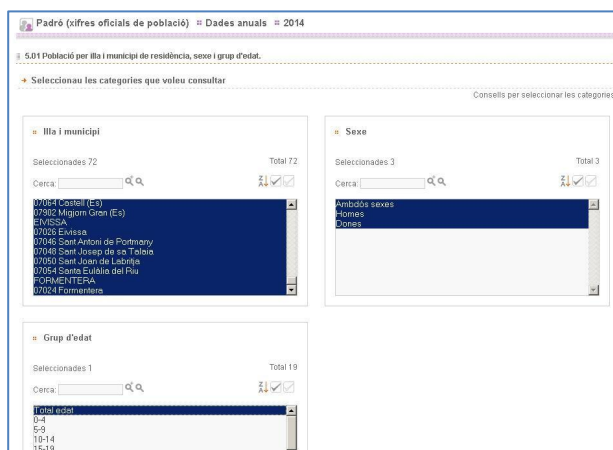 Padró (xifres oficials de població) Dades anuals 2014
5.01 Població per illa i municipi de residència, sexe i grup d'edat.
Seleccionau les categories que voleu consultar
Consells per seleccionar les categories
Illa i municipi
Seleccionades 72 Total 72
Cerca:
07064 Castell (Es)
07902 Migjorn Gran (Es)
EIVISSA
07026 Eivissa
07046 Sant Antoni de Portmany
07048 Sant Josep de sa Talaia
07050 Sant Joan de Labritja
07054 Santa Eulàlia del Riu
FORMENTERA
07024 Formentera
Sexe
Seleccionades 3 Total 3
Cerca:
Ambdós sexes
Homes
Dones
Grup d'edat
Seleccionades 1 Total 19
Cerca:
Total edat
0-4
5-9
10-14
15-19